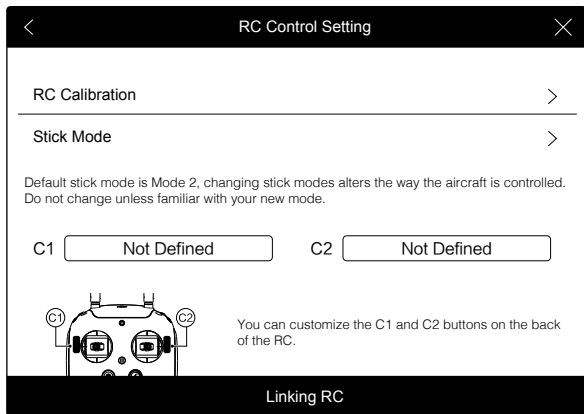 RC Control Setting
RC Calibration
Stick Mode
Default stick mode is Mode 2, changing stick modes alters the way the aircraft is controlled.
Do not change unless familiar with your new mode.
C1 Not Defined C2 Not Defined
C1 C2
You can customize the C1 and C2 buttons on the back
of the RC.
Linking RC